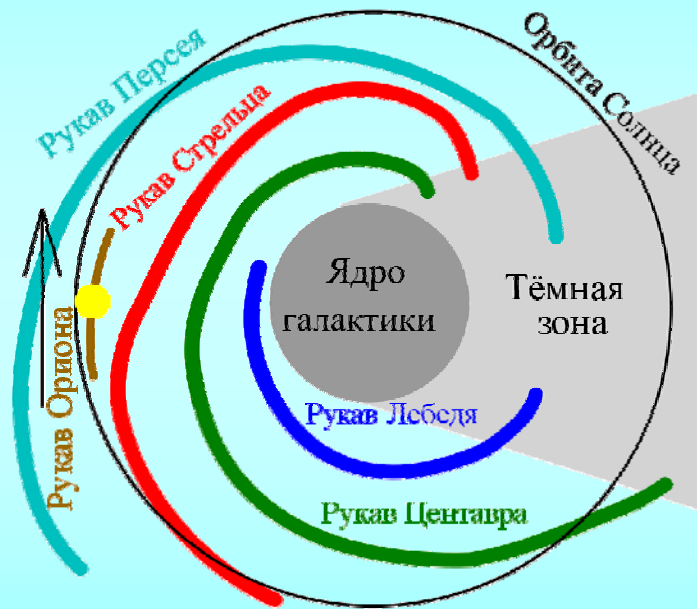 Рукав Персея
Орбита Солнца
Рукав Стрельца
Ядро
галактики
Тёмная
зона
Рукав Ориона
Рукав Лебедя
Рукав Центавра